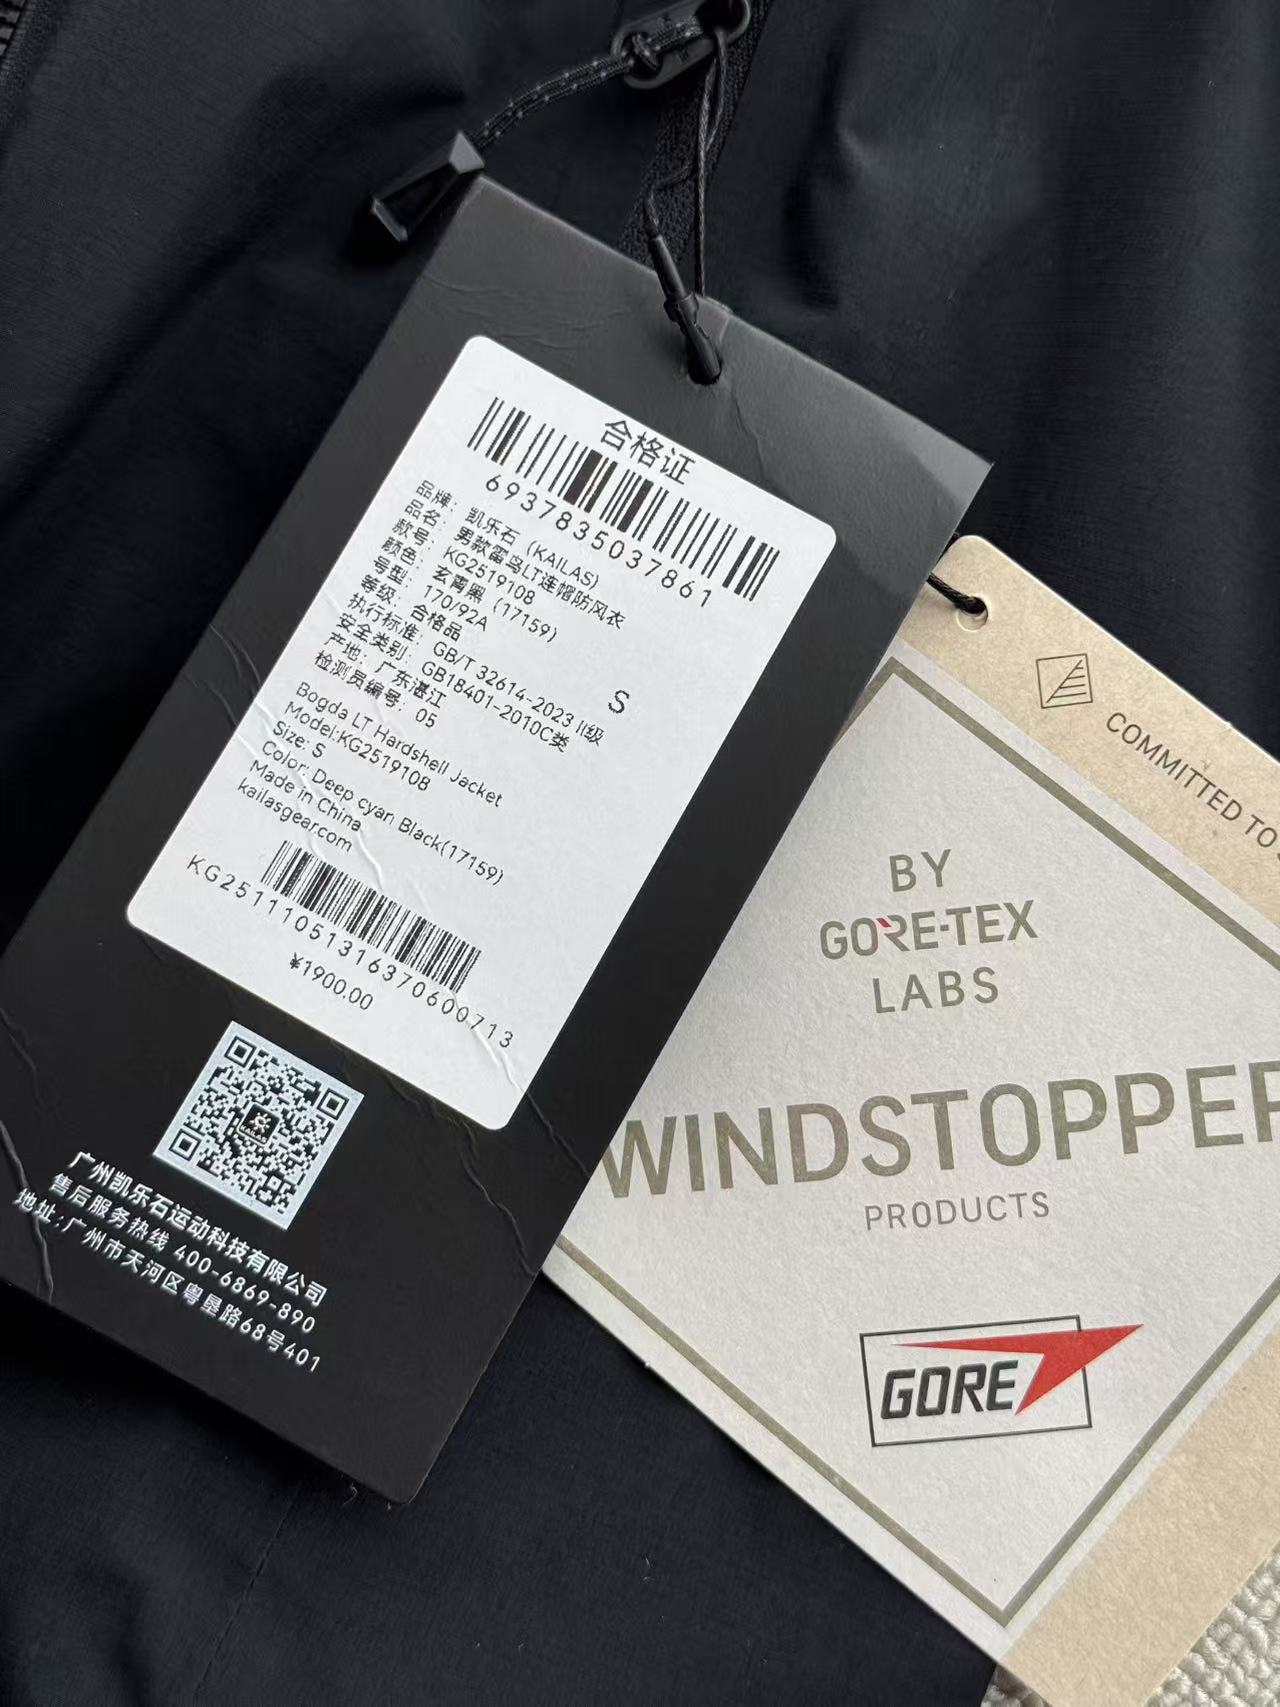 合格证
6937835037861
品牌：凯乐石（KAILAS）
品名：男款雷鸟LT连帽防风衣
款号：KG2519108
颜色：玄青黑（17159）
号型：170/92A
等级：合格品
执行标准：GB/T 32614-2023 II级
安全类别：GB18401-2010C类
产地：广东湛江
检测员编号：05
S
Bogda LT Hardshell Jacket
Model:KG2519108
Size: S
Color: Deep cyan Black(17159)
Made in China
kailasgear.com
KG25111051316370600713
¥1900.00
KAILAS
广州凯乐石运动科技有限公司
售后服务热线 400-6869-890
地址:广州市天河区粤垦路68号401
COMMITTED TO
BY
GORE-TEX
LABS
WINDSTOPPER
PRODUCTS
GORE